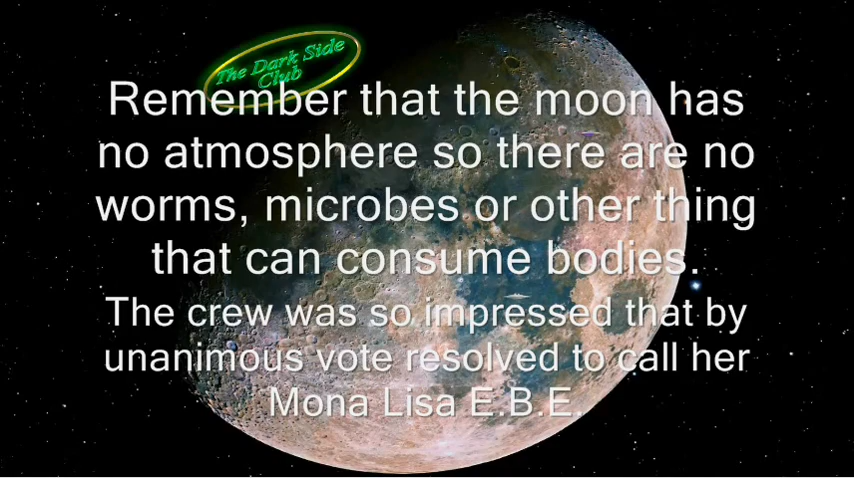 The Dark Side
Club
Remember that the moon has
no atmosphere so there are no
worms, microbes or other thing
that can consume bodies.
The crew was so impressed that by
unanimous vote resolved to call her
Mona Lisa E.B.E.